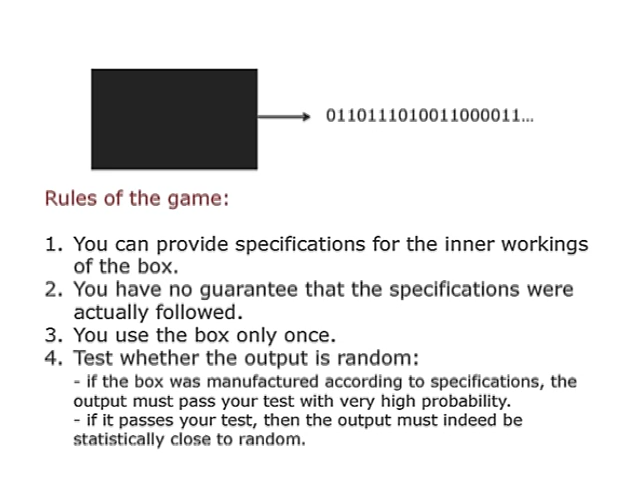 0110111010011000011...
Rules of the game:
1. You can provide specifications for the inner workings
of the box.
2. You have no guarantee that the specifications were
actually followed.
3. You use the box only once.
4. Test whether the output is random:
- if the box was manufactured according to specifications, the
output must pass your test with very high probability.
- if it passes your test, then the output must indeed be
statistically close to random.